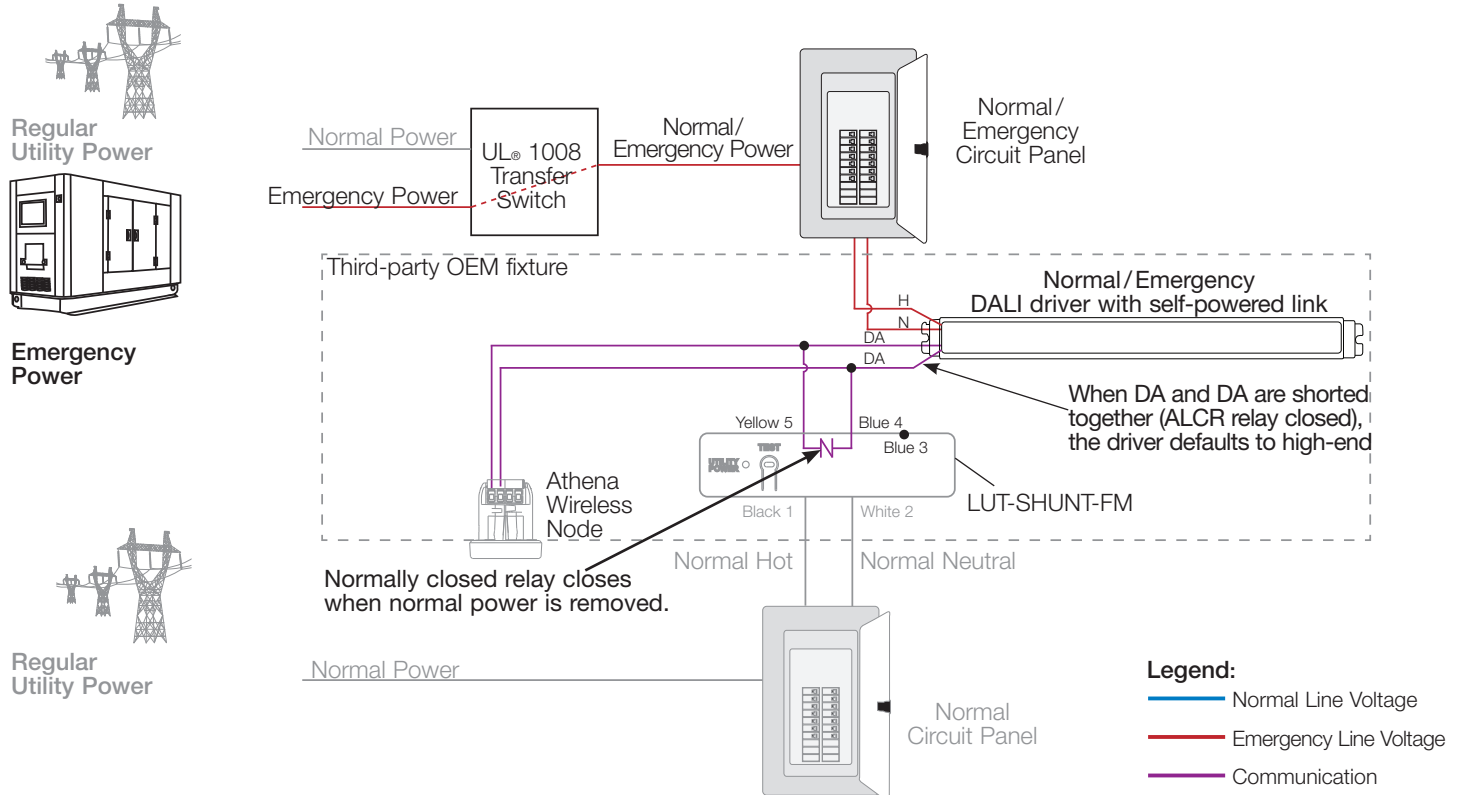 Regular
Utility Power
Emergency
Power
Regular
Utility Power
Normal Power
Emergency Power
UL® 1008
Transfer
Switch
Normal/
Emergency Power
Normal/
Emergency
Circuit Panel
Third-party OEM fixture
Normal/Emergency
DALI driver with self-powered link
H
N
DA
DA
When DA and DA are shorted
together (ALCR relay closed),
the driver defaults to high-end
Yellow 5
Blue 4
Blue 3
TEST
UTILITY
POWER
N
LUT-SHUNT-FM
Black 1
White 2
Athena
Wireless
Node
Normal Hot
Normal Neutral
Normally closed relay closes
when normal power is removed.
Normal Power
Normal
Circuit Panel
Legend:
Normal Line Voltage
Emergency Line Voltage
Communication